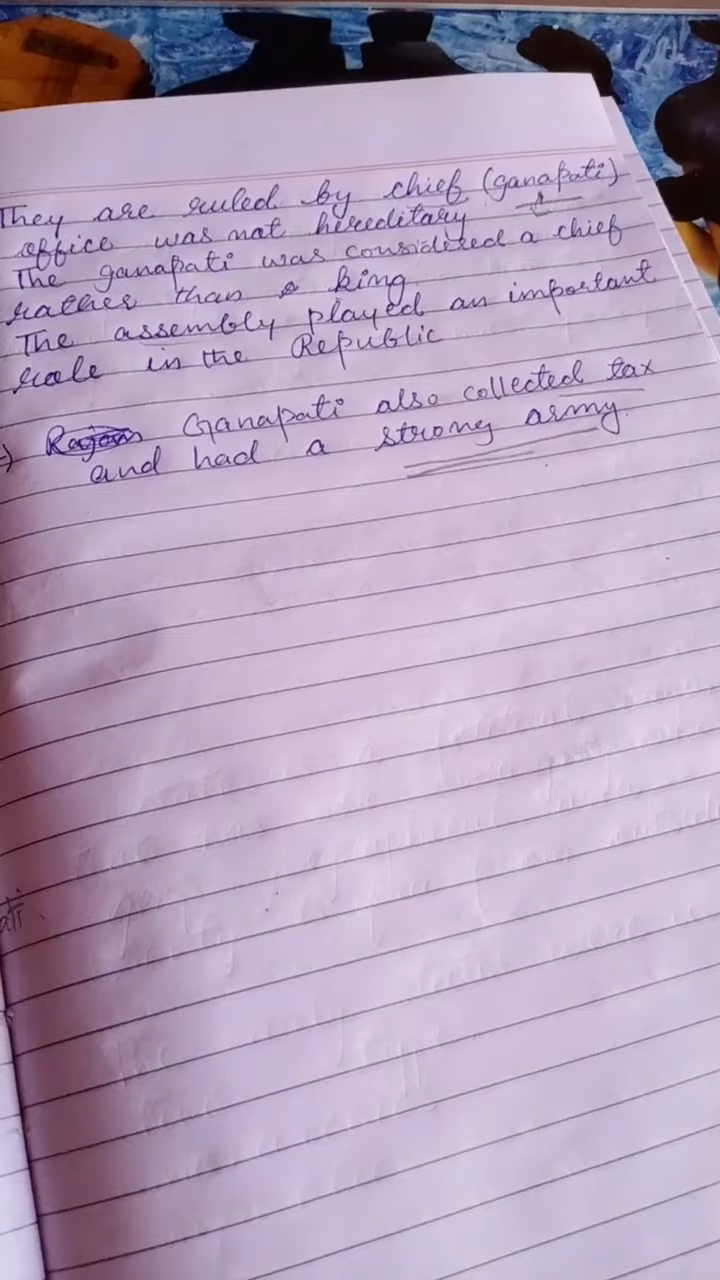 They are ruled by chief (ganapati)
office was not hereditary
The ganapati was considered a chief
rather than a king
The assembly played an important
role in the Republic
Ganapati also collected tax
and had a strong army.
ati